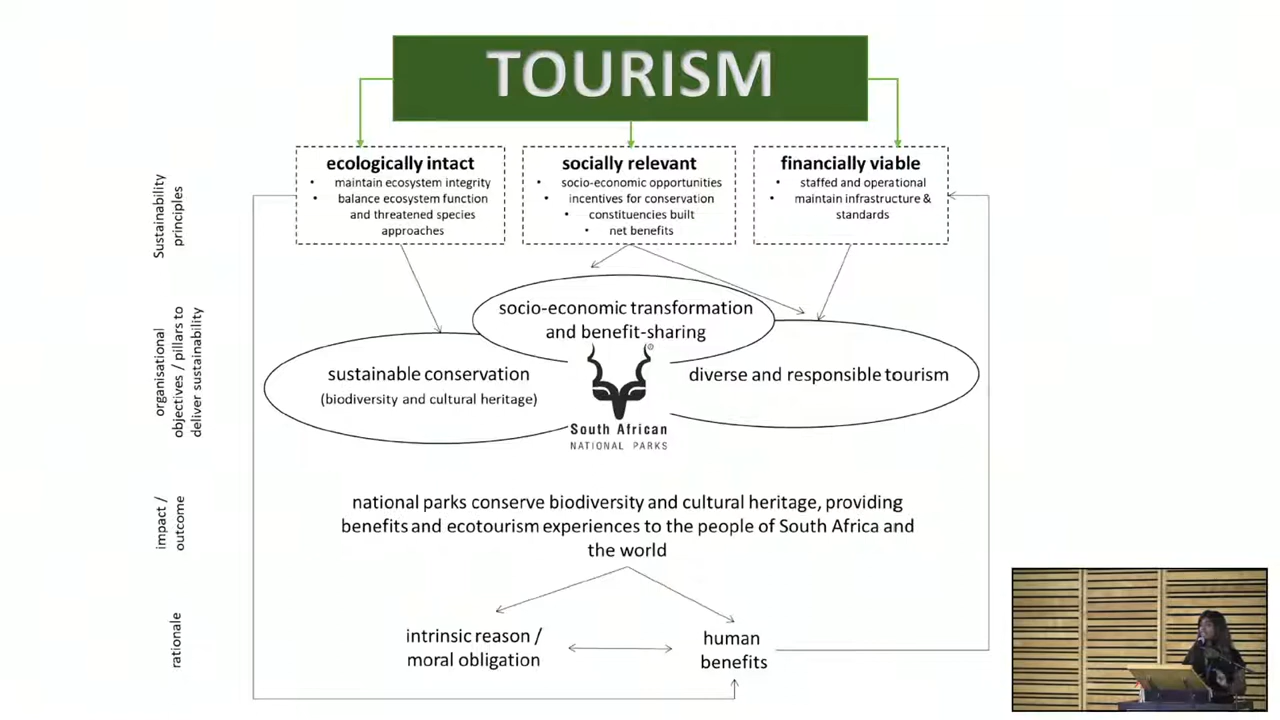 TOURISM
ecologically intact
• maintain ecosystem integrity
• balance ecosystem function
and threatened species
approaches
socially relevant
• socio-economic opportunities
• incentives for conservation
• constituencies built
• net benefits
financially viable
• staffed and operational
• maintain infrastructure &
standards
Sustainability
principles
socio-economic transformation
and benefit-sharing
organisational
objectives / pillars to
deliver sustainability
sustainable conservation
(biodiversity and cultural heritage)
diverse and responsible tourism
®
South African
NATIONAL PARKS
impact /
outcome
national parks conserve biodiversity and cultural heritage, providing
benefits and ecotourism experiences to the people of South Africa and
the world
rationale
intrinsic reason /
moral obligation
human
benefits